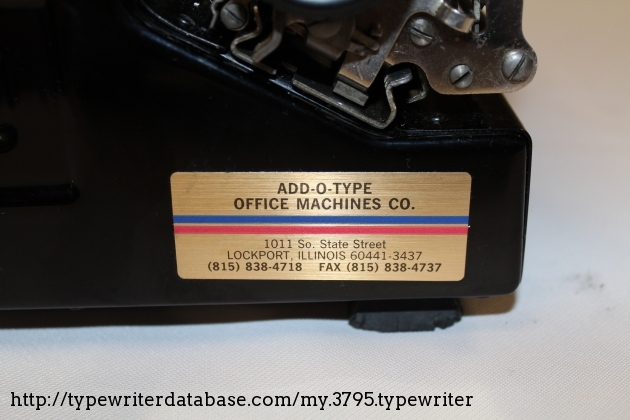 ADD-O-TYPE
OFFICE MACHINES CO.
1011 So. State Street
LOCKPORT, ILLINOIS 60441-3437
(815) 838-4718 FAX (815) 838-4737
http://typewriterdatabase.com/my.3795.typewriter